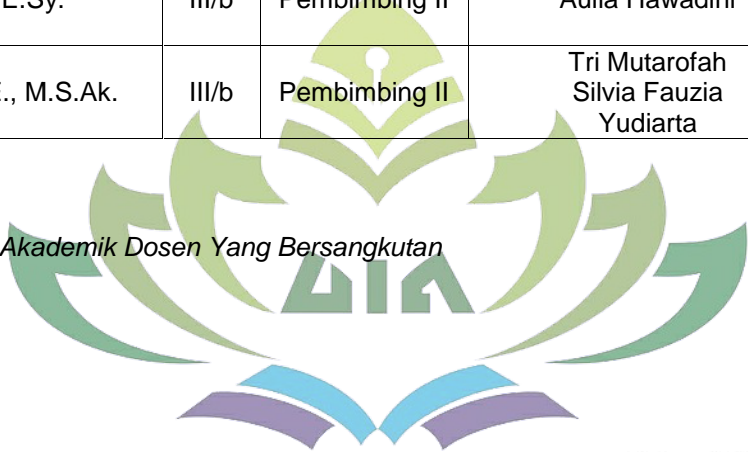 E.Sy. III/b Pembimbing II Aulia Hawadini
., M.S.Ak. III/b Pembimbing II Tri Mutarofah
Silvia Fauzia
Yudiarta
Akademik Dosen Yang Bersangkutan
UIN